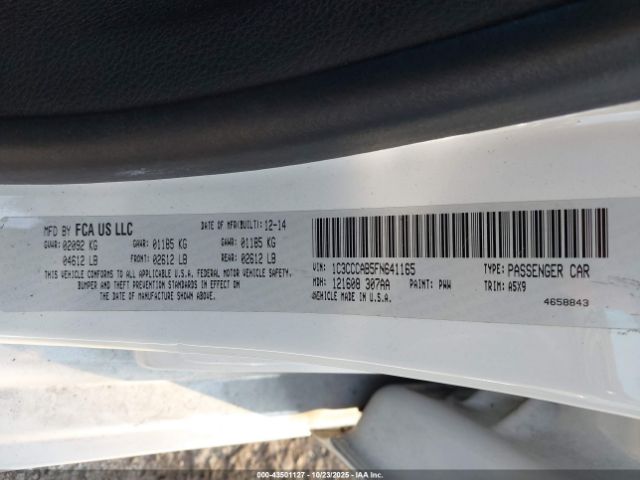 MFD BY FCA US LLC
DATE OF MFR(BUILT): 12-14
GVWR: 02092 KG GAWR: 01185 KG GAWR: 01185 KG
04612 LB FRONT: 02612 LB REAR: 02612 LB
THIS VEHICLE CONFORMS TO ALL APPLICABLE U.S.A. FEDERAL MOTOR VEHICLE SAFETY,
BUMPER AND THEFT PREVENTION STANDARDS IN EFFECT ON
THE DATE OF MANUFACTURE SHOWN ABOVE.
VIN: 1C3CCCAB5FN641165 TYPE: PASSENGER CAR
MDH: 121608 307AA PAINT: PWW TRIM: A5X9
VEHICLE MADE IN U.S.A. 4658843
000-43501127 - 10/23/2025 - IAAI.COM